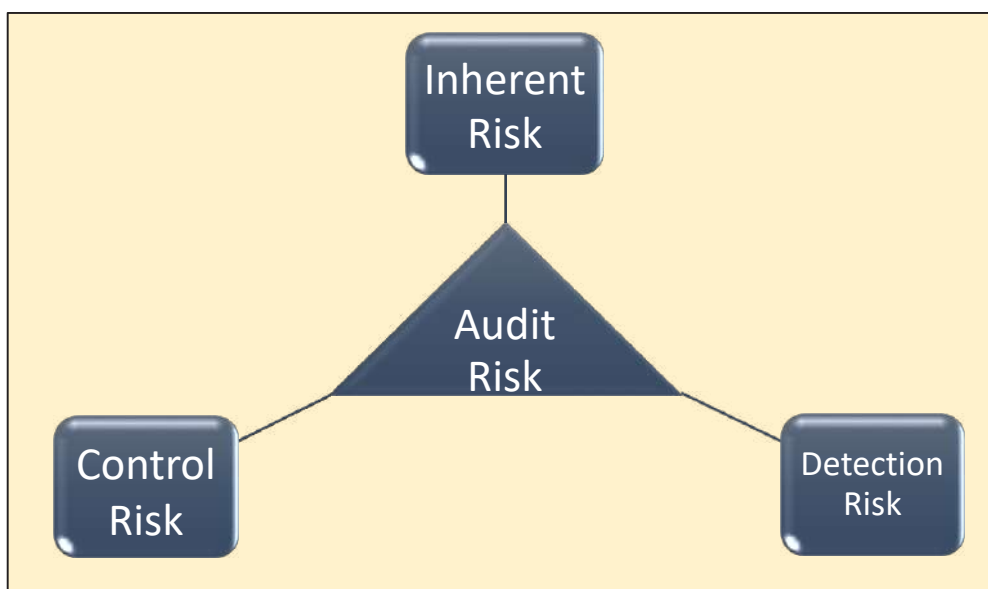 Inherent
Risk
Audit
Risk
Control
Risk
Detection
Risk